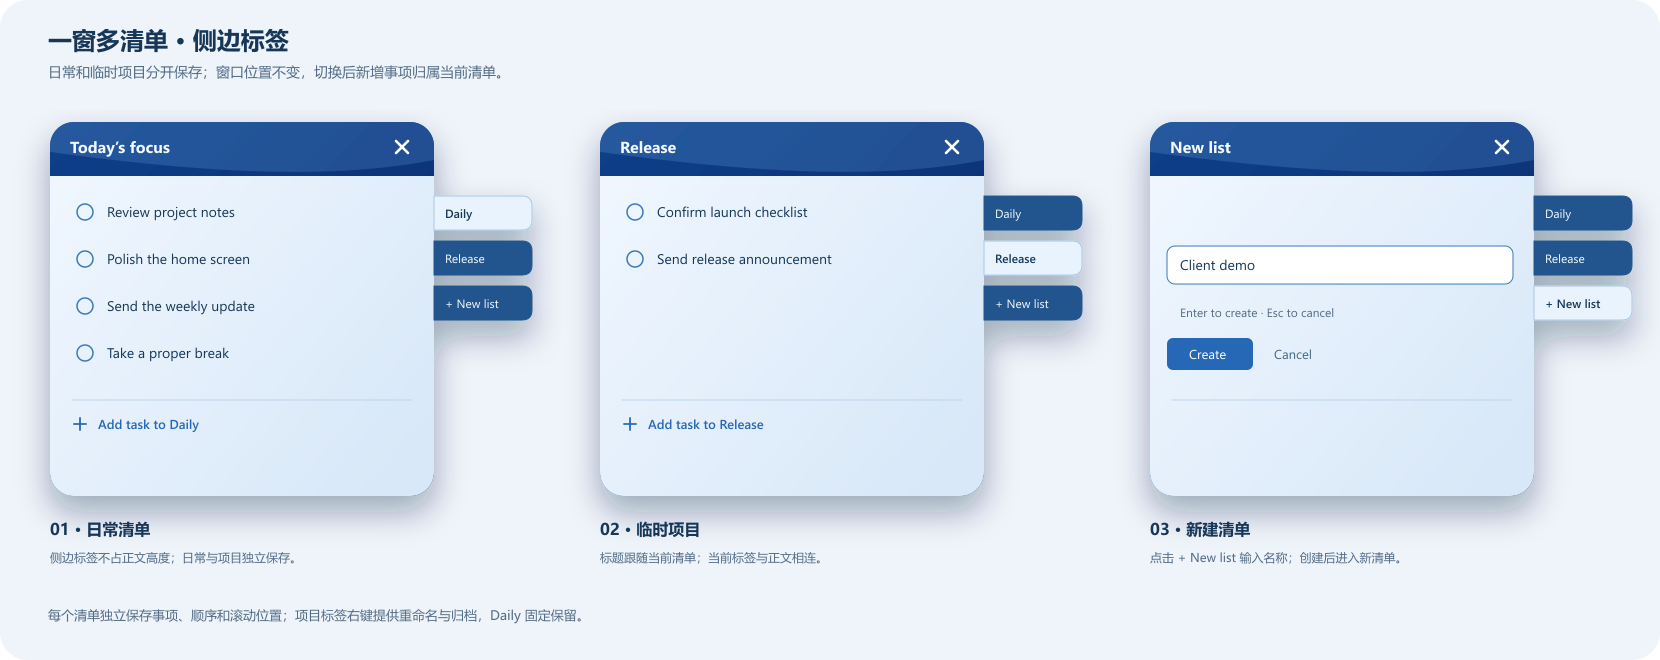 一窗多清单 • 侧边标签
日常和临时项目分开保存；窗口位置不变，切换后新增事项归属当前清单。
Today’s focus
Review project notes
Polish the home screen
Send the weekly update
Take a proper break
Add task to Daily
Daily
Release
+ New list
01 • 日常清单
侧边标签不占正文高度；日常与项目独立保存。
Release
Confirm launch checklist
Send release announcement
Add task to Release
Daily
Release
+ New list
02 • 临时项目
标题跟随当前清单；当前标签与正文相连。
New list
Client demo
Enter to create · Esc to cancel
Create Cancel
Daily
Release
+ New list
03 • 新建清单
点击 + New list 输入名称；创建后进入新清单。
每个清单独立保存事项、顺序和滚动位置；项目标签右键提供重命名与归档，Daily 固定保留。